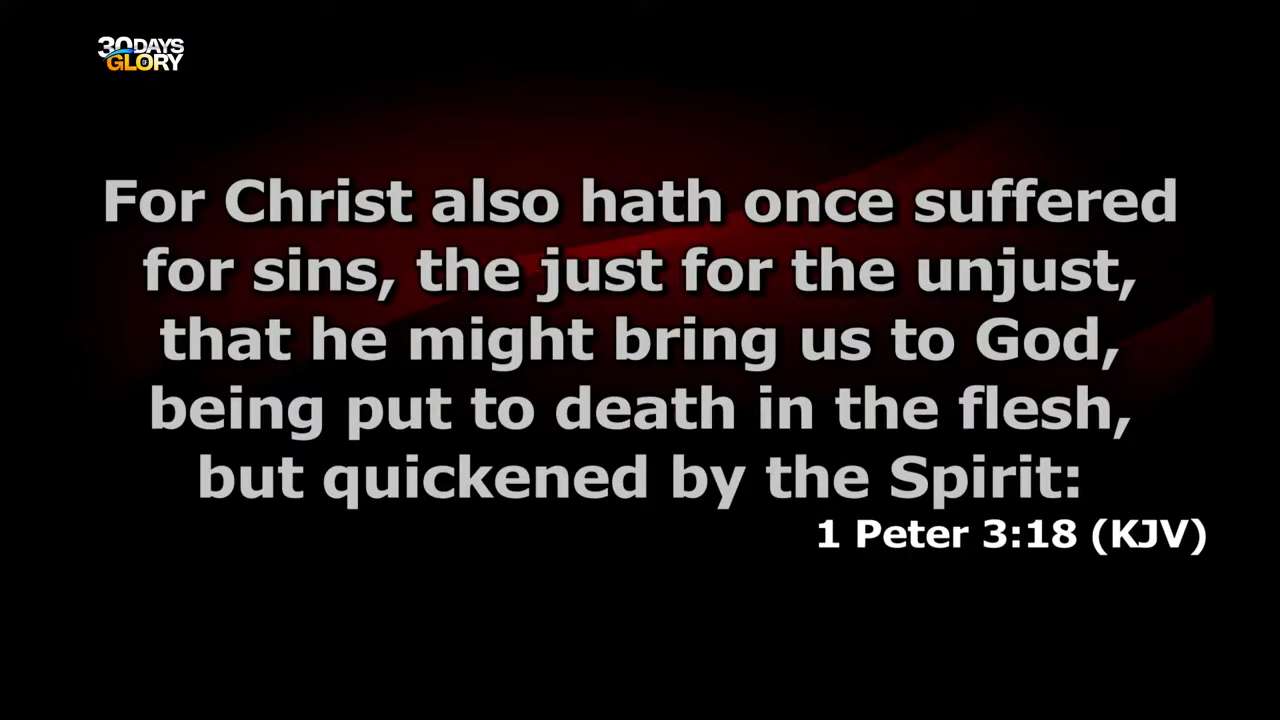 30DAYS
OF
GLORY
For Christ also hath once suffered
for sins, the just for the unjust,
that he might bring us to God,
being put to death in the flesh,
but quickened by the Spirit:
1 Peter 3:18 (KJV)